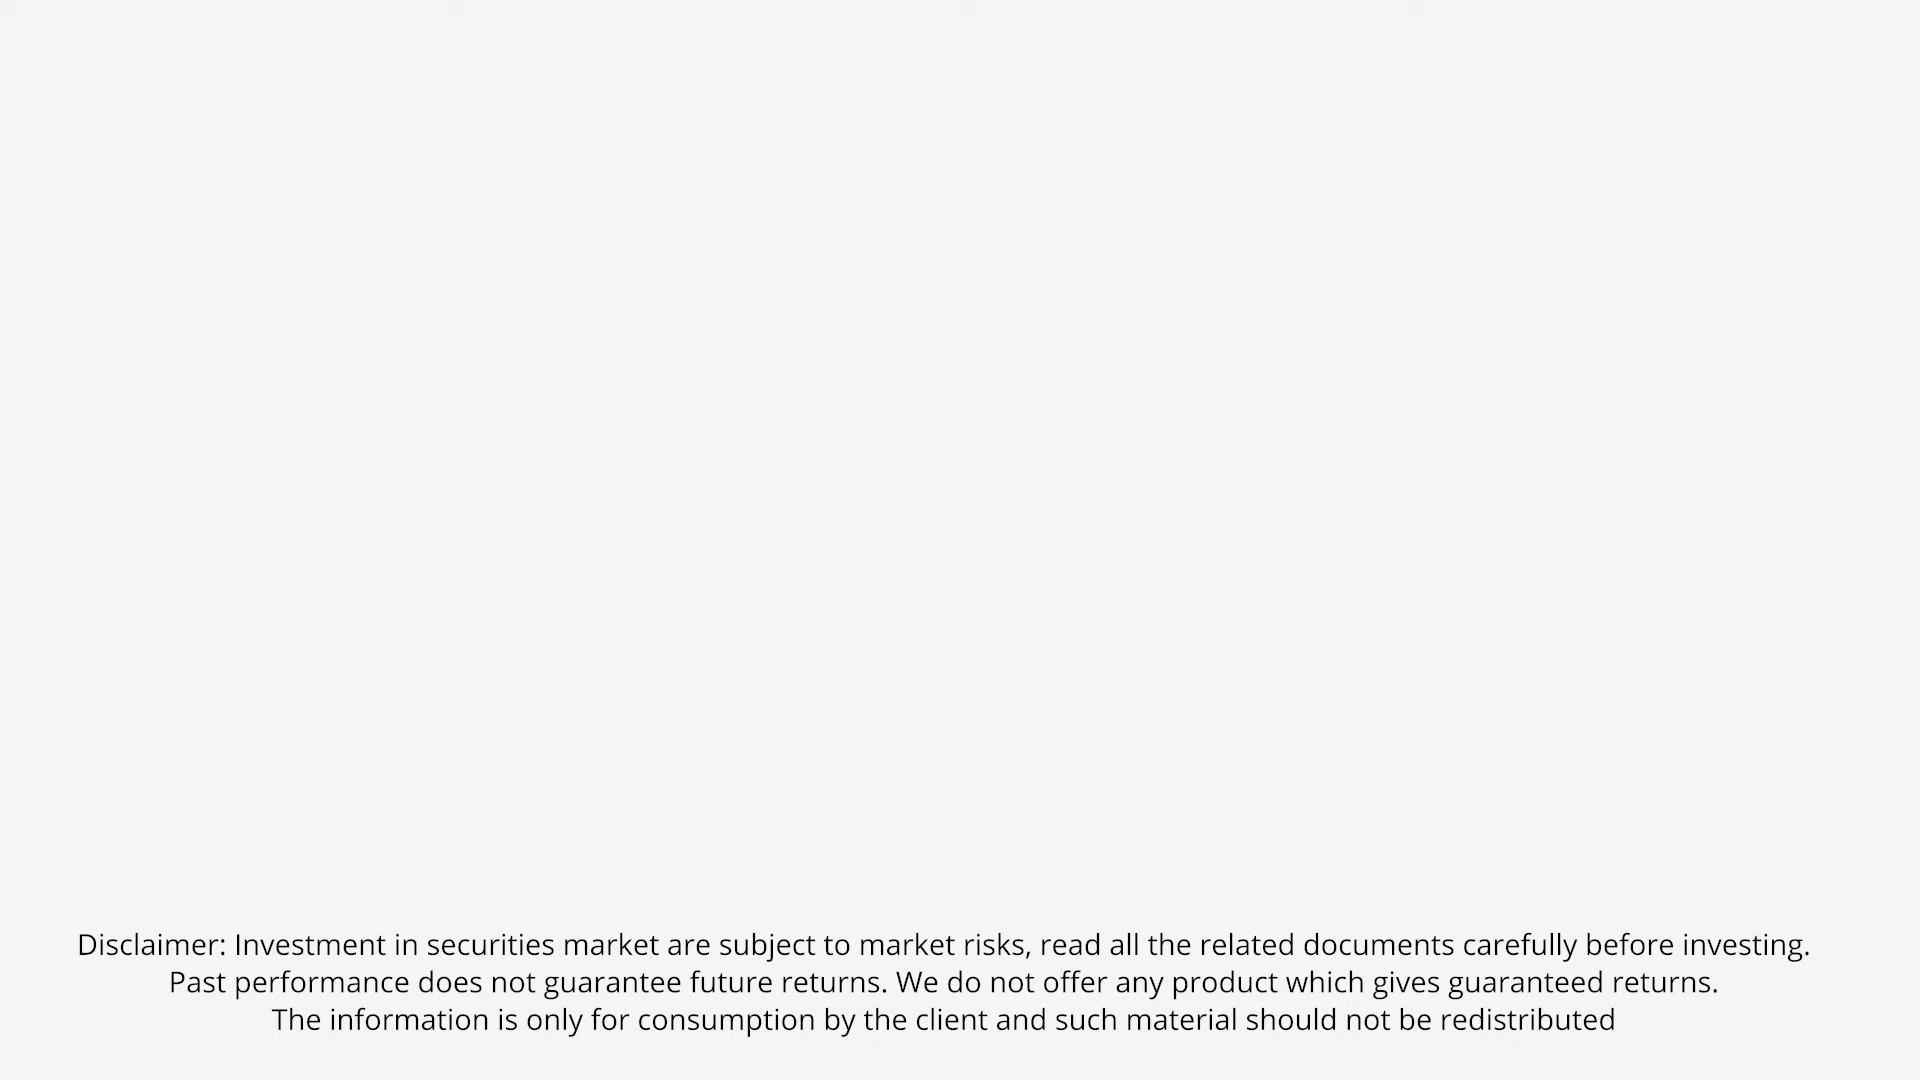 Disclaimer: Investment in securities market are subject to market risks, read all the related documents carefully before investing.
Past performance does not guarantee future returns. We do not offer any product which gives guaranteed returns.
The information is only for consumption by the client and such material should not be redistributed